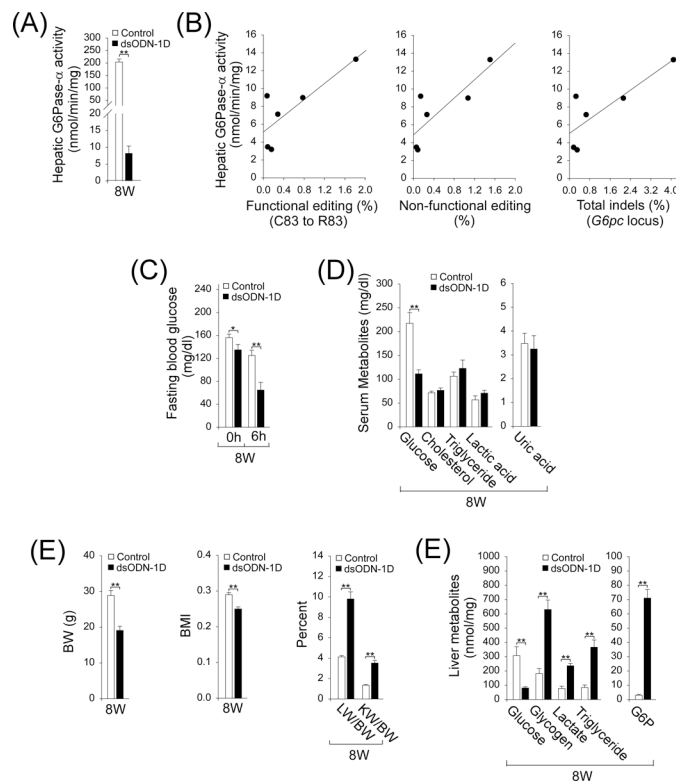 (A)
Control
dsODN-1D
Hepatic G6Pase-α activity
(nmol/min/mg)
300
250
200
150
100
50
20
15
10
5
0
**
8W
(B)
Hepatic G6Pase-α activity
(nmol/min/mg)
16
14
12
10
8
6
4
2
0
0.0 0.4 0.8 1.2 1.6 2.0
Functional editing (%)
(C83 to R83)
16
14
12
10
8
6
4
2
0
0.0 0.4 0.8 1.2 1.6 2.0
Non-functional editing
(%)
16
14
12
10
8
6
4
2
0
0.0 0.8 1.6 2.4 3.2 4.0
Total indels (%)
(G6pc locus)
(C)
Control
dsODN-1D
Fasting blood glucose
(mg/dl)
240
200
160
120
80
40
0
* **
0h 6h
8W
(D)
Control
dsODN-1D
Serum Metabolites (mg/dl)
300
250
200
150
100
50
0
**
Glucose
Cholesterol
Triglyceride
Lactic acid
6
5
4
3
2
1
0
Uric acid
8W
(E)
Control
dsODN-1D
BW (g)
40
30
20
10
0
**
8W
Control
dsODN-1D
BMI
0.4
0.3
0.2
0.1
0.0
**
8W
Control
dsODN-1D
Percent
12
10
8
6
4
2
0
** **
LW/BW
KW/BW
8W
(E)
Control
dsODN-1D
Liver metabolites
(nmol/mg)
1000
900
800
700
600
500
400
300
200
100
0
** ** ** **
Glucose
Glycogen
Lactate
Triglyceride
100
80
60
40
20
0
**
G6P
8W